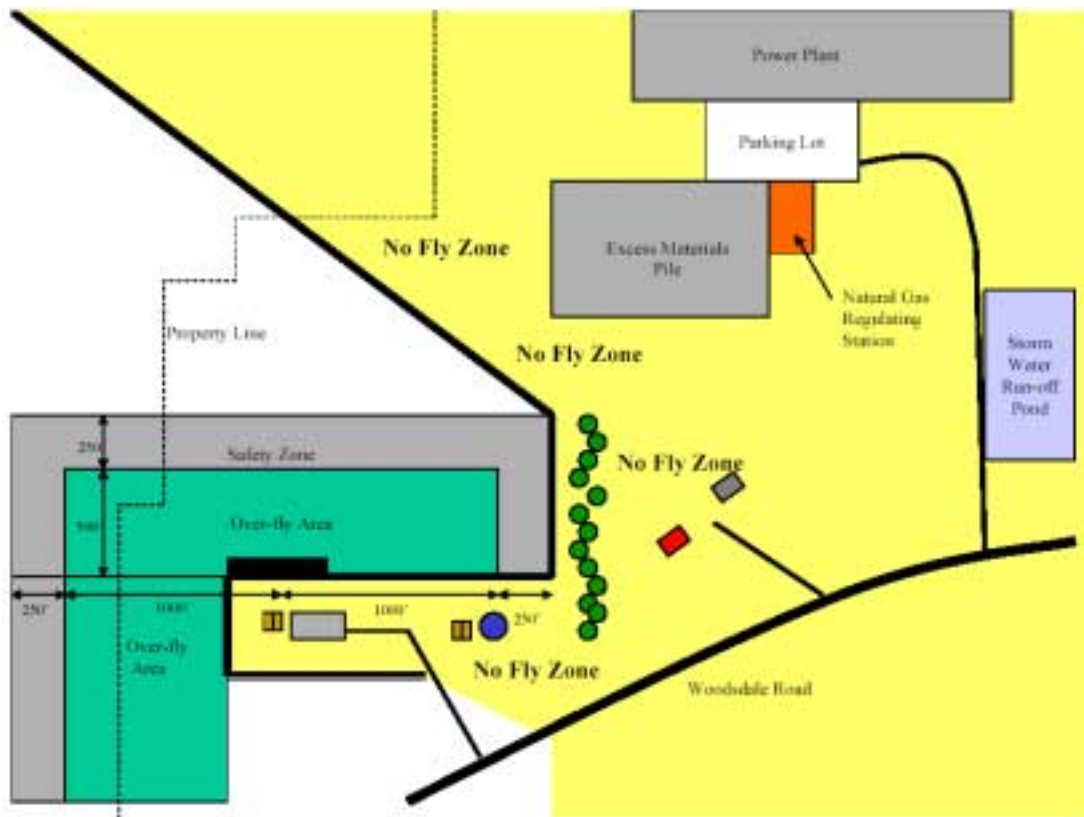 Power Plant
Parking Lot
No Fly Zone
Excess Materials
Pile
Natural Gas
Regulating
Station
Property Line
Storm
Water
Run-off
Pond
No Fly Zone
250'
Safety Zone
No Fly Zone
Over-fly Area
500'
250'
1000'
1000'
250'
Over-fly
Area
No Fly Zone
Woodsdale Road